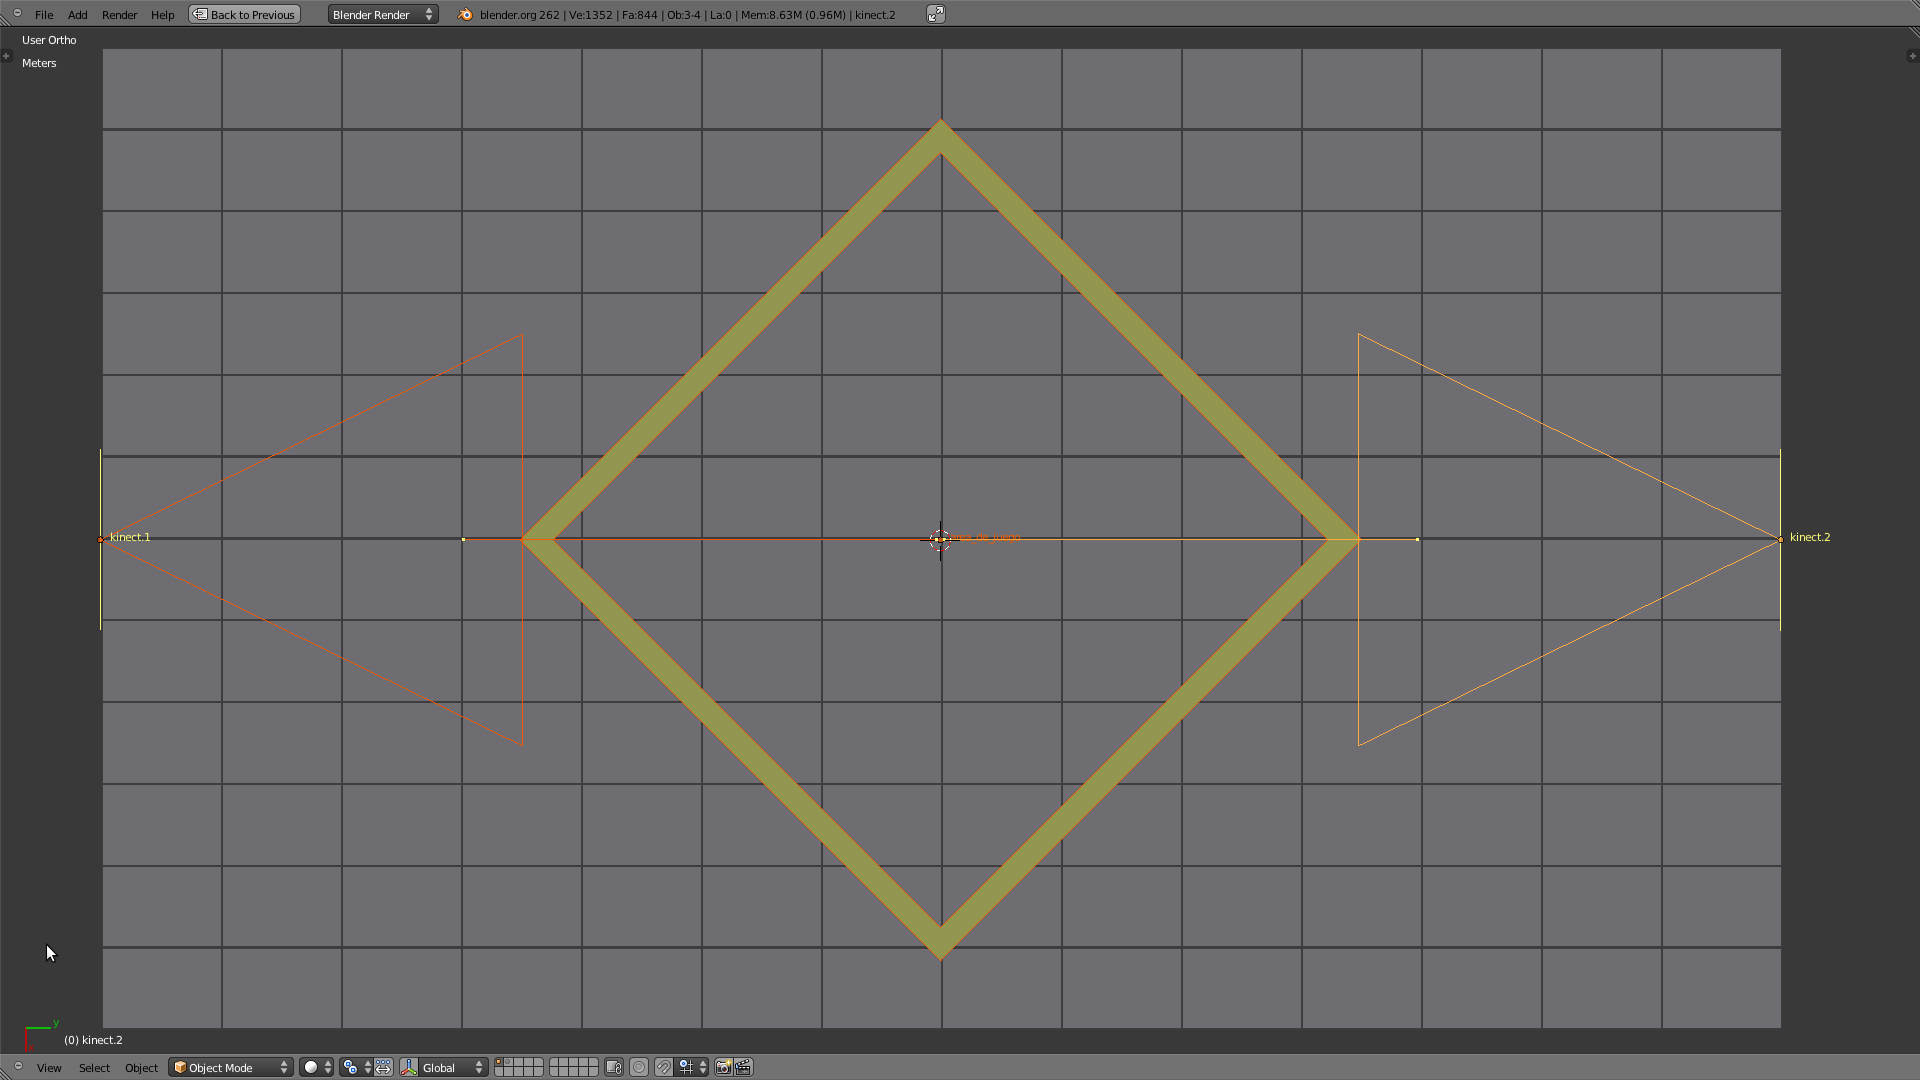 File Add Render Help Back to Previous Blender Render blender.org 262 | Ve:1352 | Fa:844 | Ob:3-4 | La:0 | Mem:8.63M (0.96M) | kinect.2
User Ortho
Meters
kinect.1
kinect.2
y
(0) kinect.2
View Select Object Object Mode Global